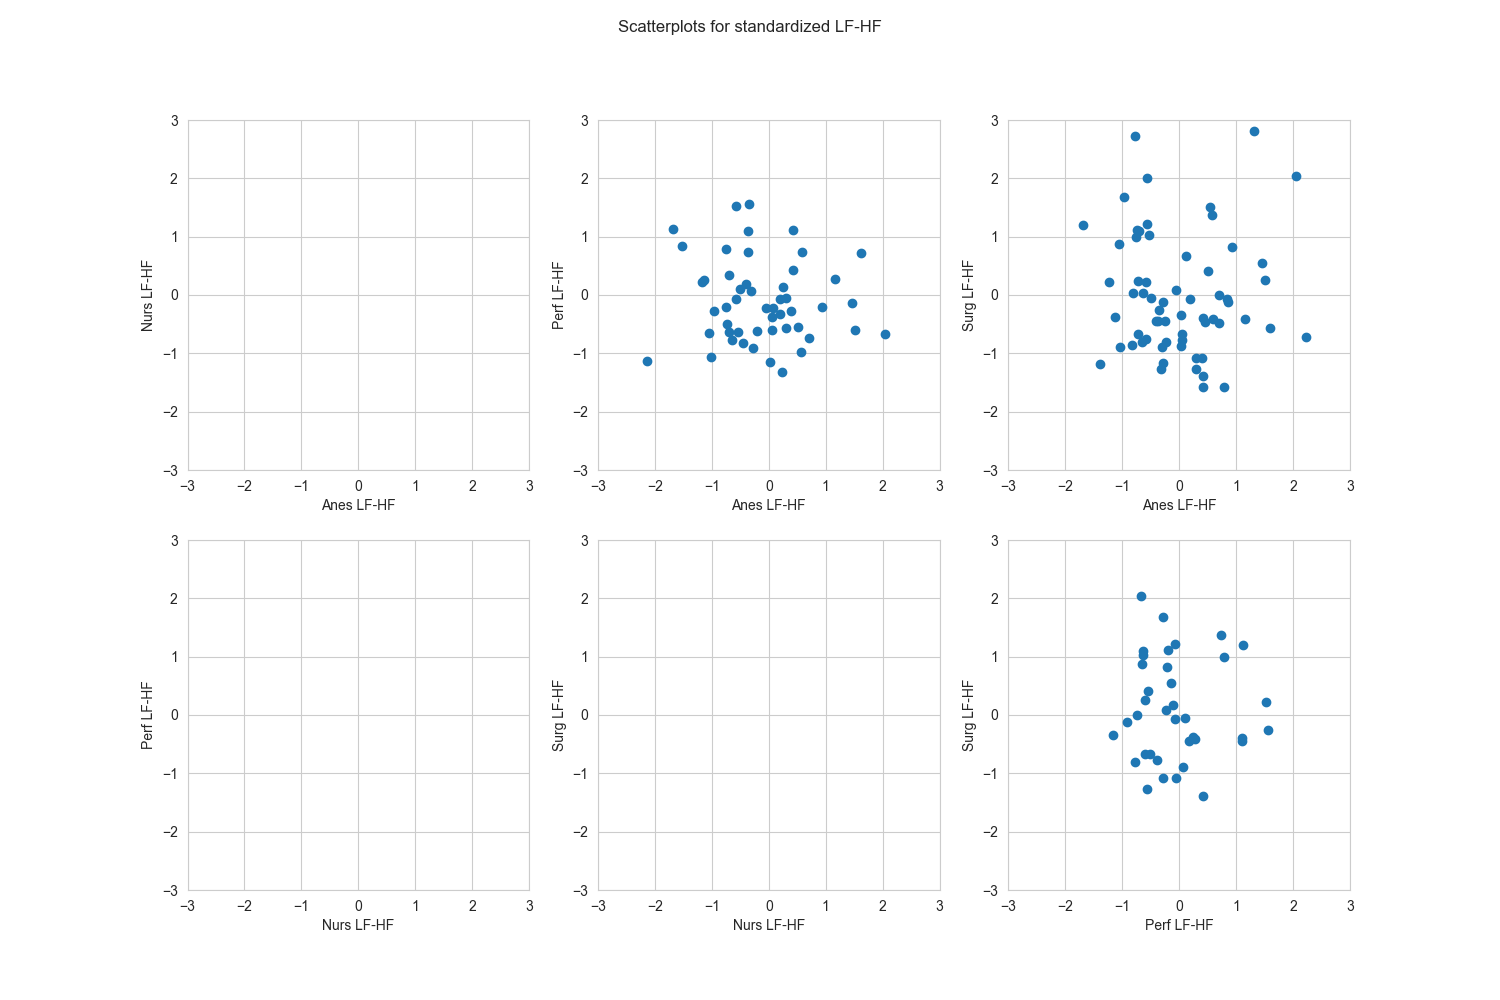 Scatterplots for standardized LF-HF
3
2
1
0
−1
−2
−3
Nurs LF-HF
−3 −2 −1 0 1 2 3
Anes LF-HF
3
2
1
0
−1
−2
−3
Perf LF-HF
−3 −2 −1 0 1 2 3
Anes LF-HF
3
2
1
0
−1
−2
−3
Surg LF-HF
−3 −2 −1 0 1 2 3
Anes LF-HF
3
2
1
0
−1
−2
−3
Perf LF-HF
−3 −2 −1 0 1 2 3
Nurs LF-HF
3
2
1
0
−1
−2
−3
Surg LF-HF
−3 −2 −1 0 1 2 3
Nurs LF-HF
3
2
1
0
−1
−2
−3
Surg LF-HF
−3 −2 −1 0 1 2 3
Perf LF-HF